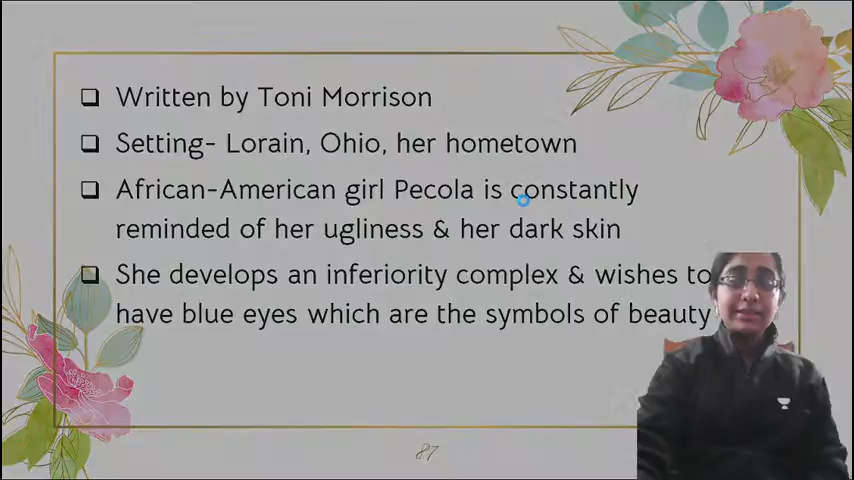 ❑ Written by Toni Morrison
❑ Setting- Lorain, Ohio, her hometown
❑ African-American girl Pecola is constantly
reminded of her ugliness & her dark skin
❑ She develops an inferiority complex & wishes to
have blue eyes which are the symbols of beauty
87